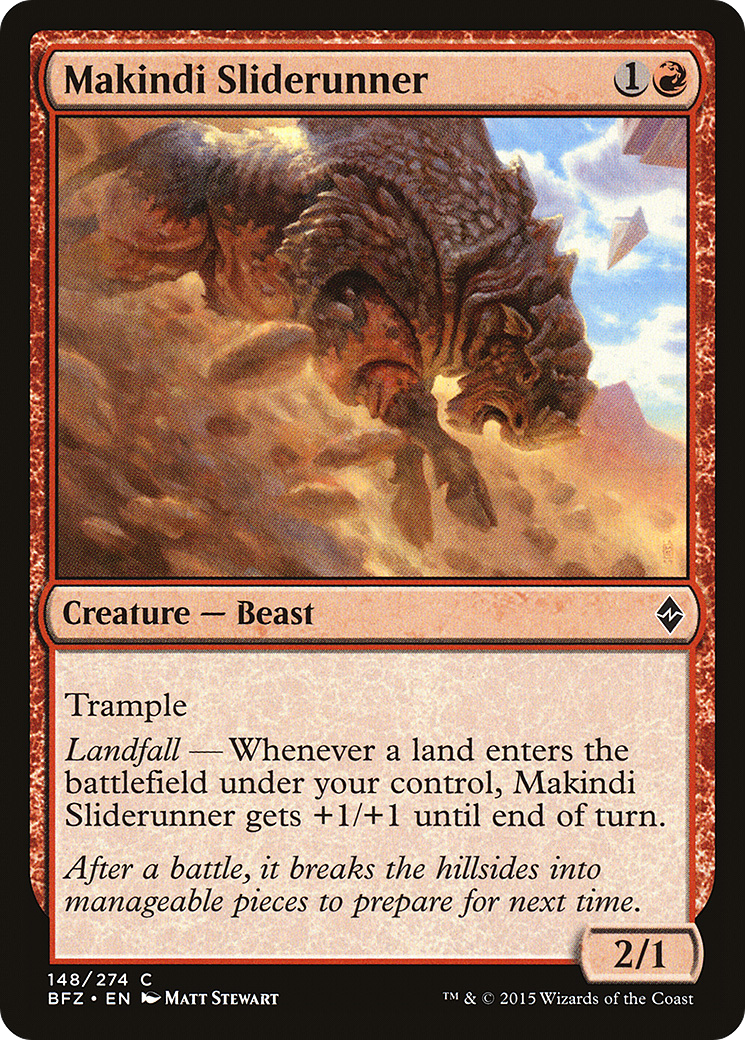 Makindi Sliderunner 1
Creature — Beast
Trample
Landfall — Whenever a land enters the
battlefield under your control, Makindi
Sliderunner gets +1/+1 until end of turn.
After a battle, it breaks the hillsides into
manageable pieces to prepare for next time.
2/1
148/274 C
BFZ • EN Matt Stewart
™ & © 2015 Wizards of the Coast